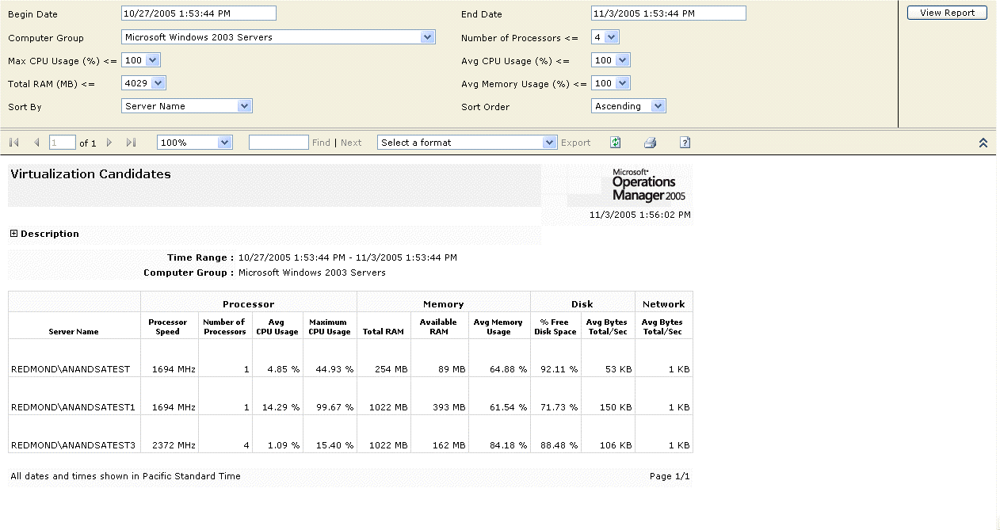 Begin Date 10/27/2005 1:53:44 PM End Date 11/3/2005 1:53:44 PM View Report
Computer Group Microsoft Windows 2003 Servers Number of Processors <= 4
Max CPU Usage (%) <= 100 Avg CPU Usage (%) <= 100
Total RAM (MB) <= 4029 Avg Memory Usage (%) <= 100
Sort By Server Name Sort Order Ascending
1 of 1 100% Find | Next Select a format Export
Virtualization Candidates
Microsoft®
Operations
Manager 2005
11/3/2005 1:56:02 PM
Description
Time Range : 10/27/2005 1:53:44 PM - 11/3/2005 1:53:44 PM
Computer Group : Microsoft Windows 2003 Servers
Processor Memory Disk Network
Server Name Processor Speed Number of Processors Avg CPU Usage Maximum CPU Usage Total RAM Available RAM Avg Memory Usage % Free Disk Space Avg Bytes Total/Sec Avg Bytes Total/Sec
REDMOND\ANANDSATEST 1694 MHz 1 4.85 % 44.93 % 254 MB 89 MB 64.88 % 92.11 % 53 KB 1 KB
REDMOND\ANANDSATEST1 1694 MHz 1 14.29 % 99.67 % 1022 MB 393 MB 61.54 % 71.73 % 150 KB 1 KB
REDMOND\ANANDSATEST3 2372 MHz 4 1.09 % 15.40 % 1022 MB 162 MB 84.18 % 88.48 % 106 KB 1 KB
All dates and times shown in Pacific Standard Time Page 1/1